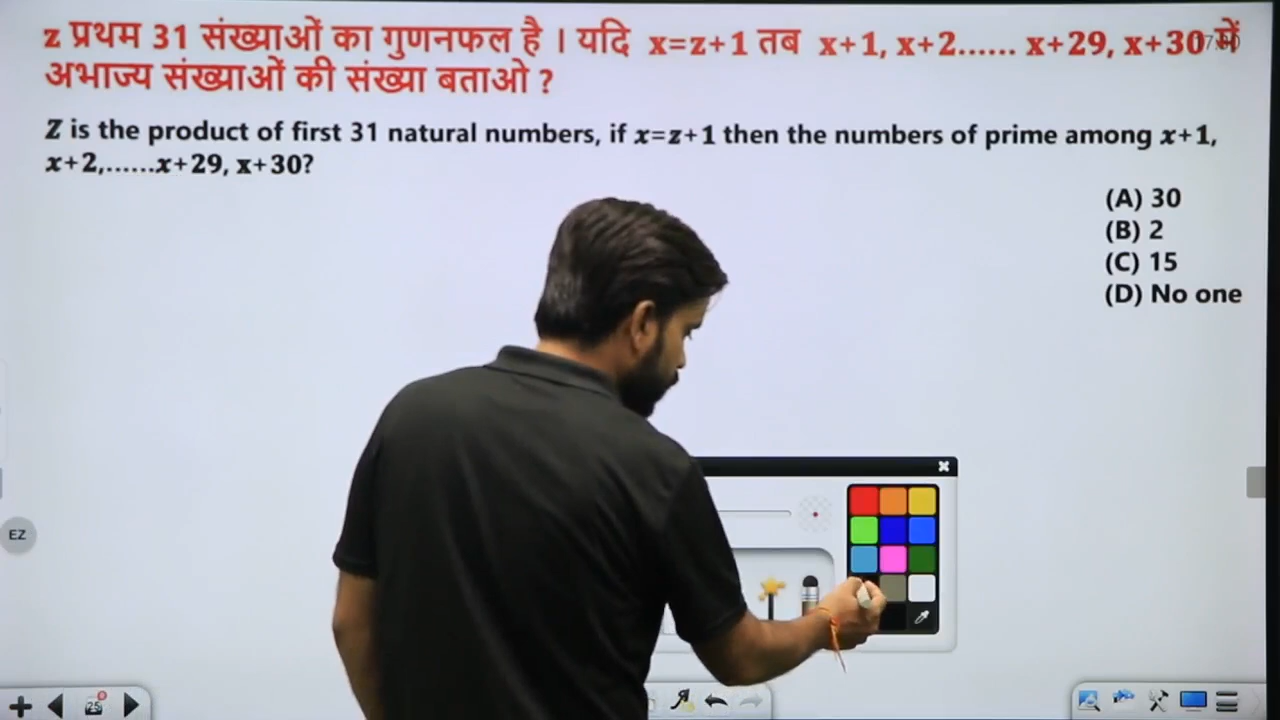 z प्रथम 31 संख्याओं का गुणनफल है । यदि x=z+1 तब x+1, x+2...... x+29, x+30 में
अभाज्य संख्याओं की संख्या बताओ ?
Z is the product of first 31 natural numbers, if x=z+1 then the numbers of prime among x+1,
x+2,......x+29, x+30?
(A) 30
(B) 2
(C) 15
(D) No one
EZ
25